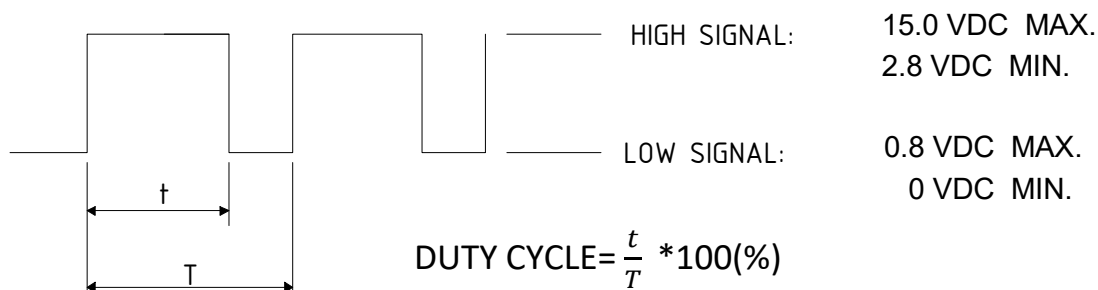 HIGH SIGNAL: 15.0 VDC MAX.
2.8 VDC MIN.
LOW SIGNAL: 0.8 VDC MAX.
0 VDC MIN.
t
T
DUTY CYCLE= t/T *100(%)